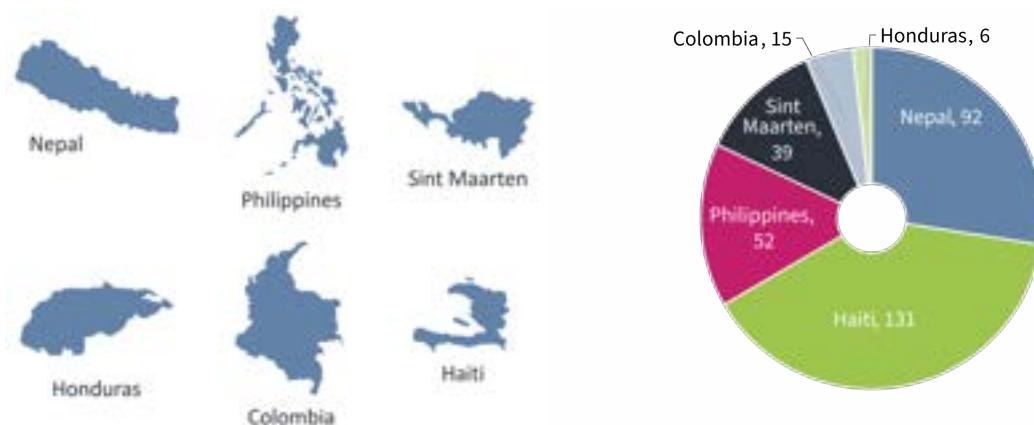 Nepal
Philippines
Sint Maarten
Honduras
Colombia
Haiti
Colombia, 15
Honduras, 6
Nepal, 92
Sint
Maarten,
39
Philippines,
52
Haiti, 131